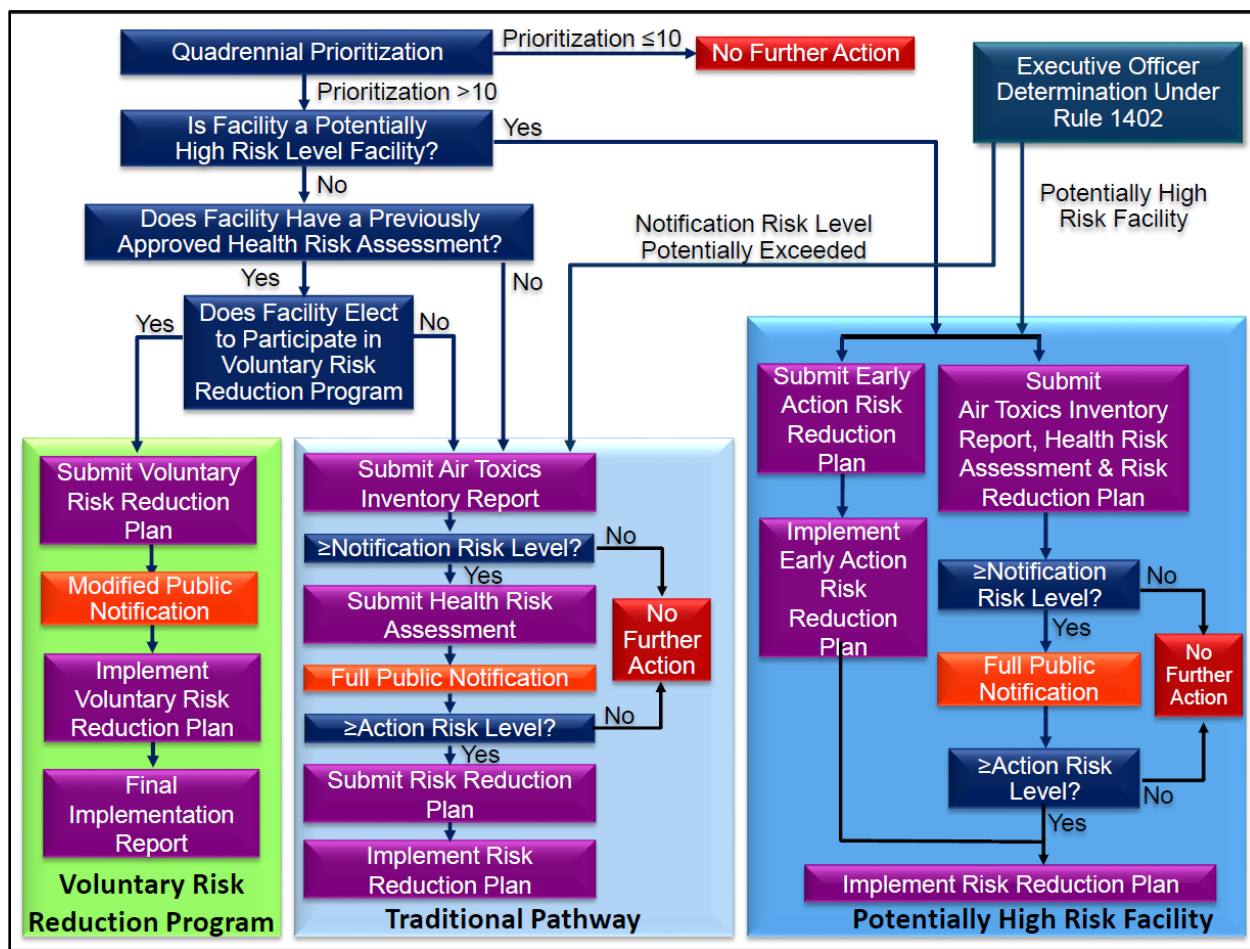 Quadrennial Prioritization
Prioritization ≤10
No Further Action
Executive Officer
Determination Under
Rule 1402
Prioritization >10
Is Facility a Potentially
High Risk Level Facility?
Yes
No
Does Facility Have a Previously
Approved Health Risk Assessment?
Notification Risk Level
Potentially Exceeded
Potentially High
Risk Facility
Yes
No
Does Facility Elect
to Participate in
Voluntary Risk
Reduction Program
Yes
No
Submit Voluntary
Risk Reduction
Plan
Modified Public
Notification
Implement
Voluntary Risk
Reduction Plan
Final
Implementation
Report
Voluntary Risk
Reduction Program
Submit Air Toxics
Inventory Report
≥Notification Risk Level?
No
Yes
Submit Health Risk
Assessment
No
Further
Action
Full Public Notification
≥Action Risk Level?
No
Yes
Submit Risk Reduction
Plan
Implement Risk
Reduction Plan
Traditional Pathway
Submit Early
Action Risk
Reduction
Plan
Implement
Early Action
Risk
Reduction
Plan
Submit
Air Toxics Inventory
Report, Health Risk
Assessment & Risk
Reduction Plan
≥Notification
Risk Level?
No
Yes
Full Public
Notification
No
Further
Action
≥Action Risk
Level?
No
Yes
Implement Risk Reduction Plan
Potentially High Risk Facility